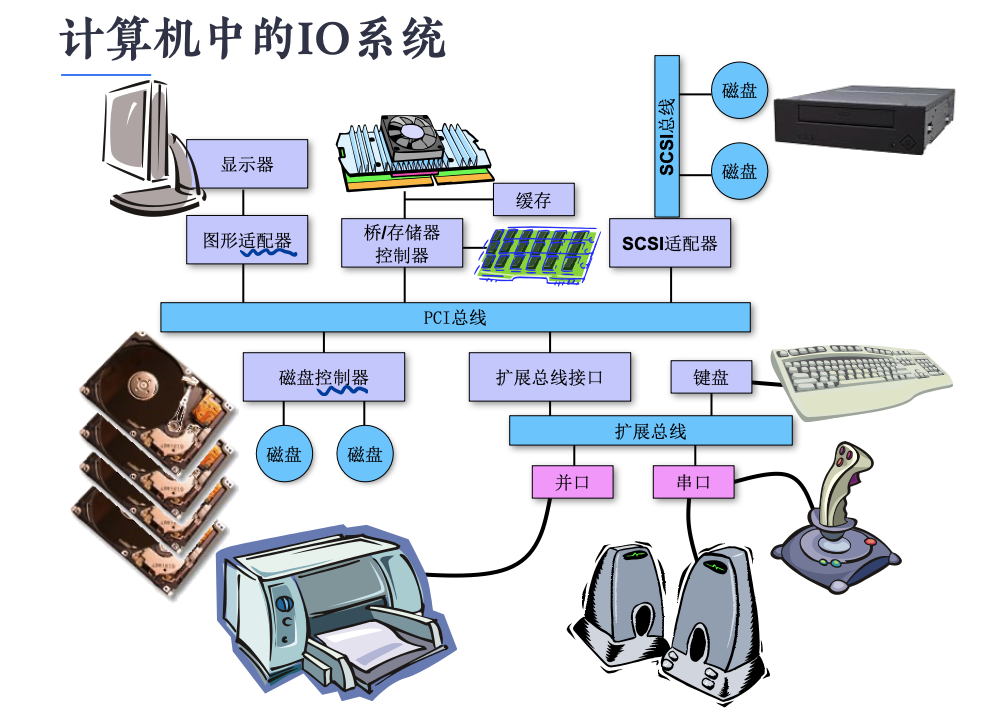 计算机中的IO系统
SCSI总线
磁盘
磁盘
显示器
缓存
图形适配器
桥/存储器
控制器
SCSI适配器
PCI总线
磁盘控制器
扩展总线接口
键盘
扩展总线
磁盘
磁盘
并口
串口